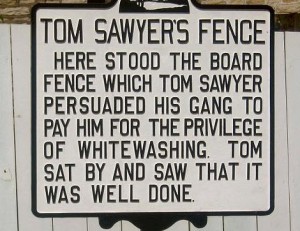 TOM SAWYER'S FENCE
HERE STOOD THE BOARD
FENCE WHICH TOM SAWYER
PERSUADED HIS GANG TO
PAY HIM FOR THE PRIVILEGE
OF WHITEWASHING. TOM
SAT BY AND SAW THAT IT
WAS WELL DONE.